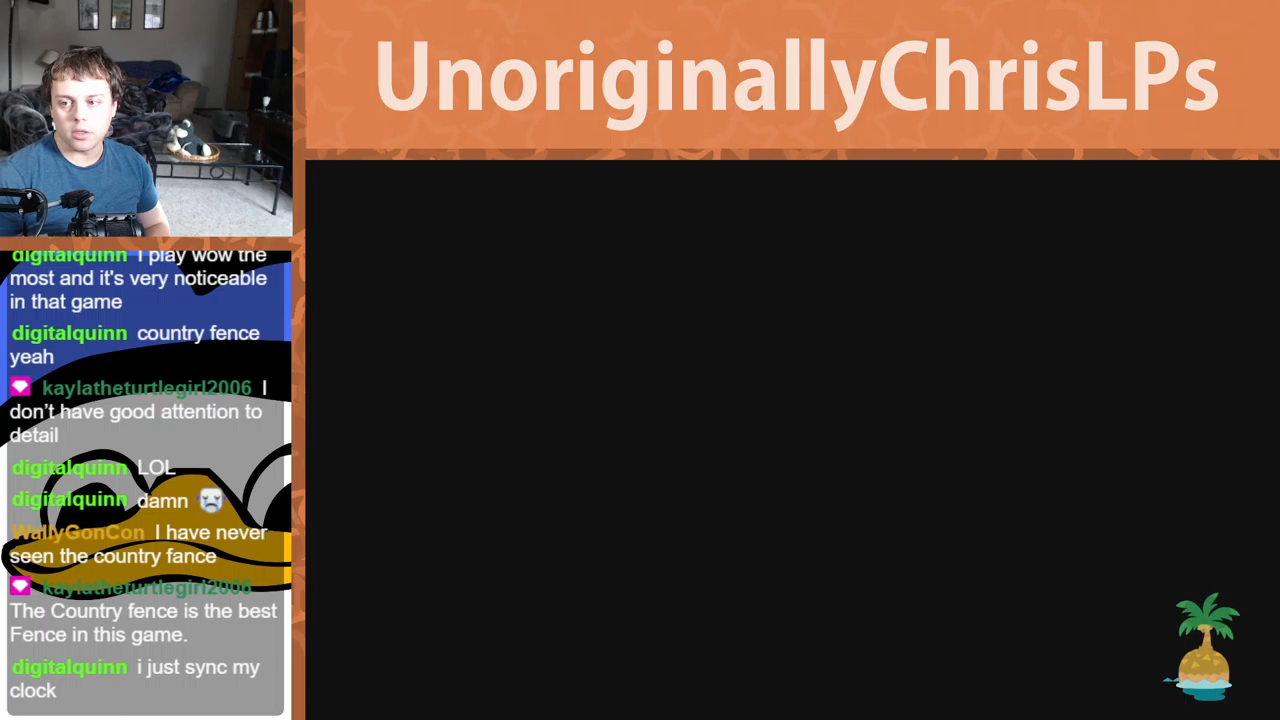 UnoriginallyChrisLPs
digitalquinn I play wow the
most and it's very noticeable
in that game
digitalquinn country fence
yeah
kaylatheturtlegirl2006 I
don't have good attention to
detail
digitalquinn LOL
digitalquinn damn
WallyGonCon I have never
seen the country fance
kaylatheturtlegirl2006
The Country fence is the best
Fence in this game.
digitalquinn i just sync my
clock